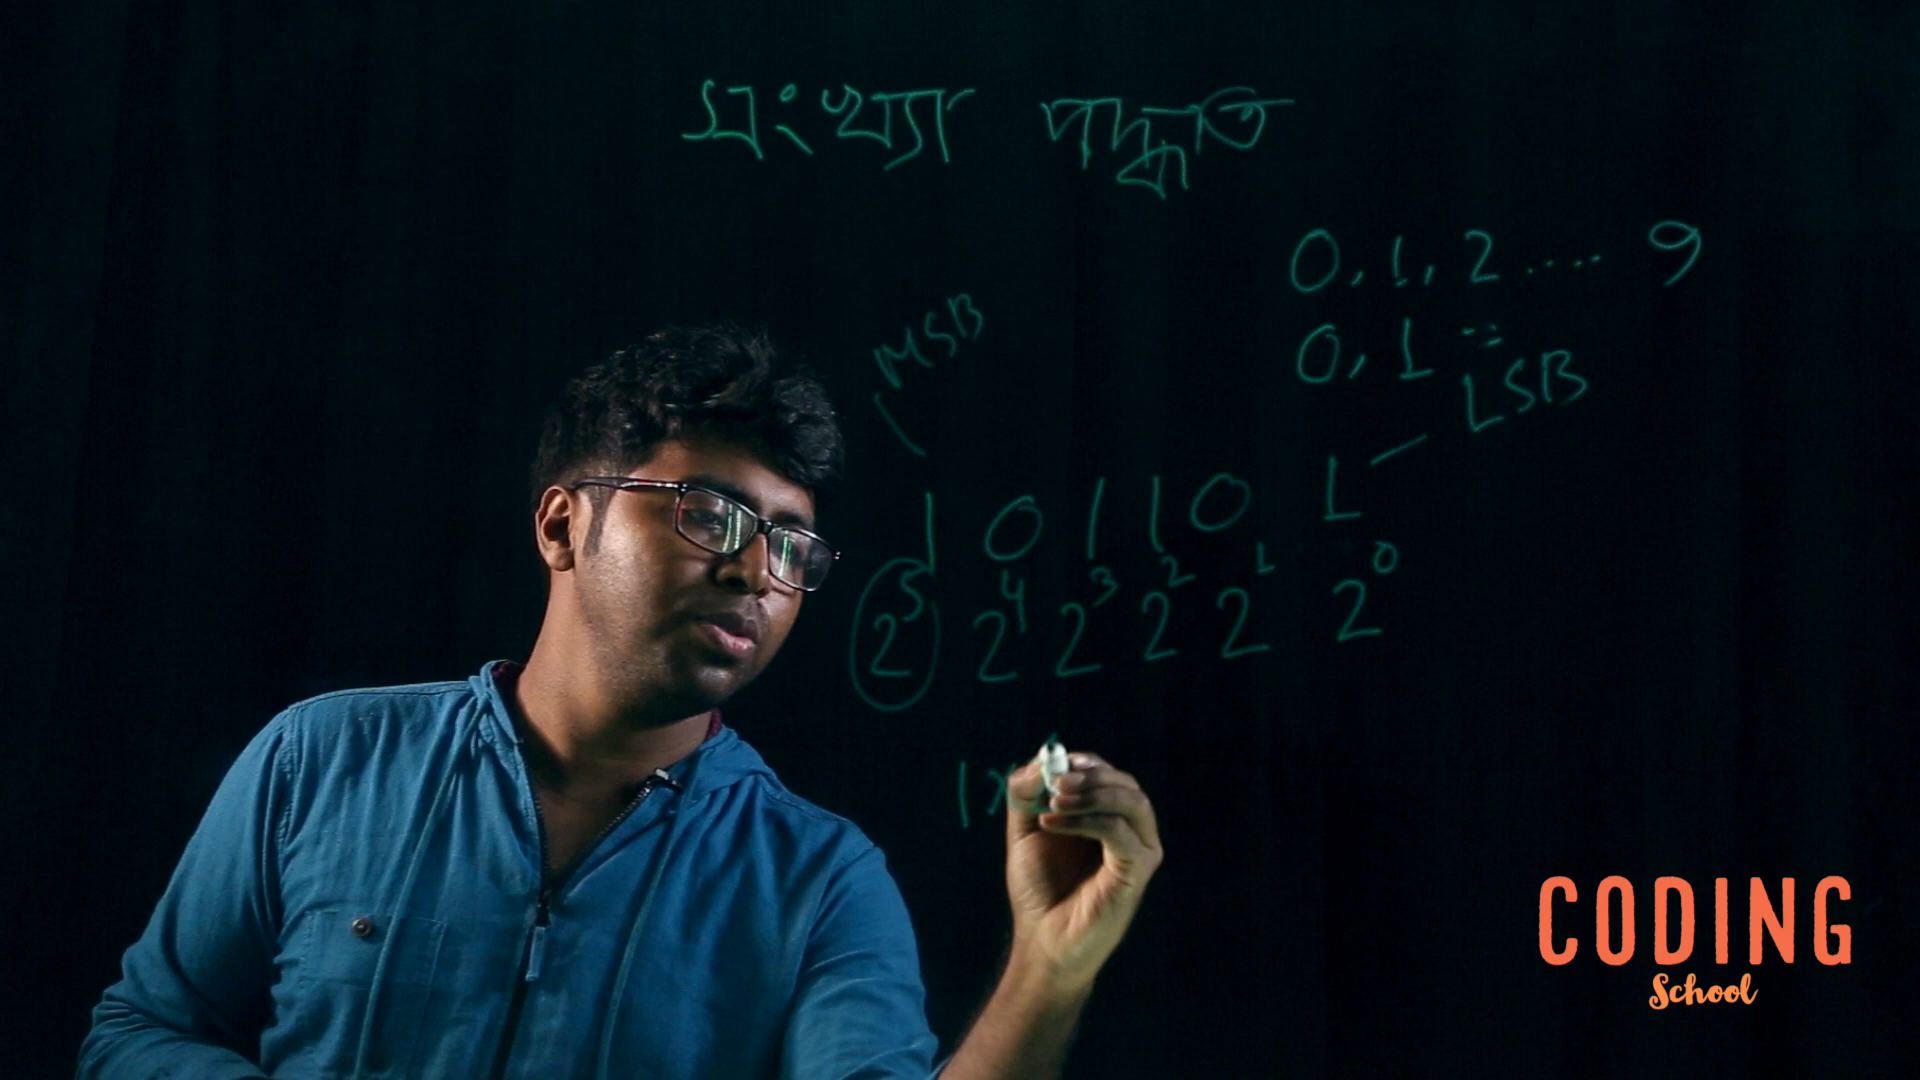 সংখ্যা পদ্ধতি
0, 1, 2 .... 9
0, 1
MSB
LSB
1 0 1 1 0 1
2⁵ 2⁴ 2³ 2² 2¹ 2⁰
1×
CODING
School